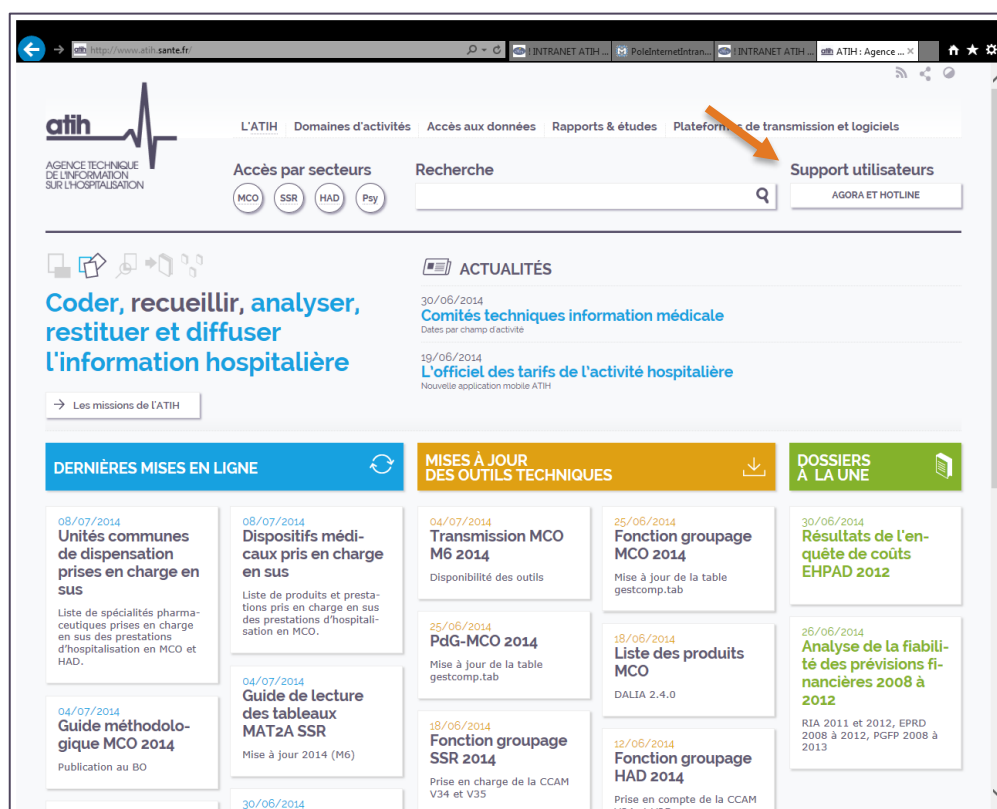 http://www.atih.sante.fr/
! INTRANET ATIH ...
PoleInternetIntran...
! INTRANET ATIH ...
ATIH : Agence ...
atih
AGENCE TECHNIQUE
DE L'INFORMATION
SUR L'HOSPITALISATION
L'ATIH Domaines d'activités Accès aux données Rapports & études Plateformes de transmission et logiciels
Accès par secteurs
MCO SSR HAD Psy
Recherche
Support utilisateurs
AGORA ET HOTLINE
Coder, recueillir, analyser,
restituer et diffuser
l'information hospitalière
→ Les missions de l'ATIH
ACTUALITÉS
30/06/2014
Comités techniques information médicale
Dates par champ d'activité
19/06/2014
L'officiel des tarifs de l'activité hospitalière
Nouvelle application mobile ATIH
DERNIÈRES MISES EN LIGNE
08/07/2014
Unités communes
de dispensation
prises en charge en
sus
Liste de spécialités pharma-
ceutiques prises en charge
en sus des prestations
d'hospitalisation en MCO et
HAD.
04/07/2014
Guide méthodolo-
gique MCO 2014
Publication au BO
08/07/2014
Dispositifs médi-
caux pris en charge
en sus
Liste de produits et presta-
tions pris en charge en sus
des prestations d'hospitali-
sation en MCO.
04/07/2014
Guide de lecture
des tableaux
MAT2A SSR
Mise à jour 2014 (M6)
30/06/2014
MISES À JOUR
DES OUTILS TECHNIQUES
04/07/2014
Transmission MCO
M6 2014
Disponibilité des outils
25/06/2014
PdG-MCO 2014
Mise à jour de la table
gestcomp.tab
18/06/2014
Fonction groupage
SSR 2014
Prise en charge de la CCAM
V34 et V35
25/06/2014
Fonction groupage
MCO 2014
Mise à jour de la table
gestcomp.tab
18/06/2014
Liste des produits
MCO
DALIA 2.4.0
12/06/2014
Fonction groupage
HAD 2014
Prise en compte de la CCAM
DOSSIERS
À LA UNE
30/06/2014
Résultats de l'en-
quête de coûts
EHPAD 2012
26/06/2014
Analyse de la fiabili-
té des prévisions fi-
nancières 2008 à
2012
RIA 2011 et 2012, EPRD
2008 à 2012, PGFP 2008 à
2013